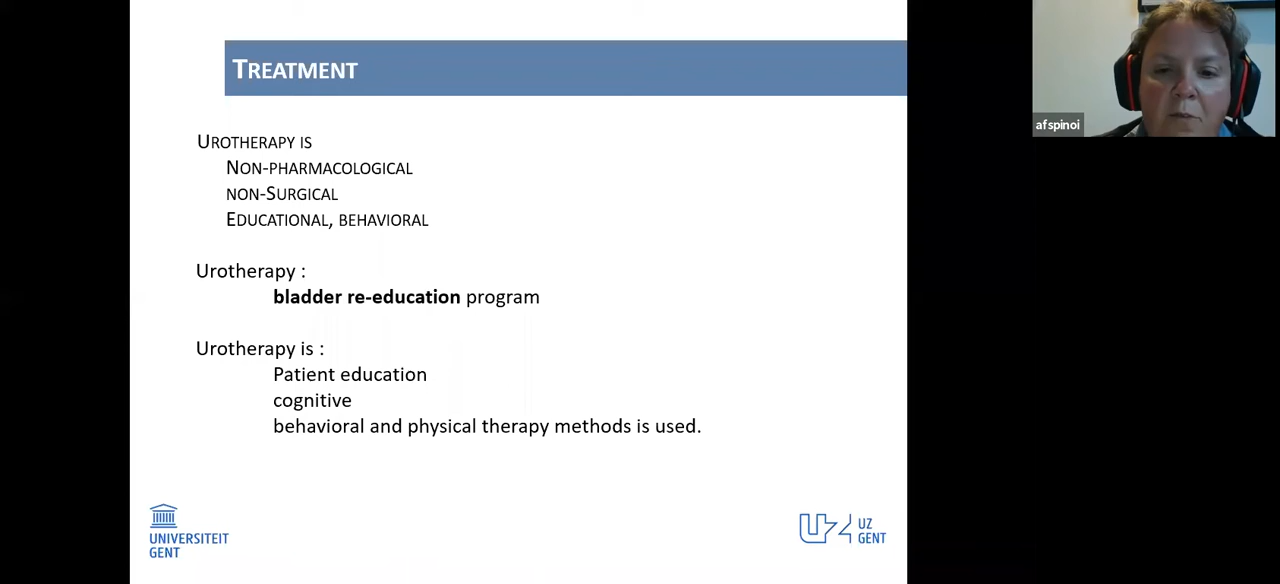 TREATMENT
afspinoi
UROTHERAPY IS
NON-PHARMACOLOGICAL
NON-SURGICAL
EDUCATIONAL, BEHAVIORAL
Urotherapy :
bladder re-education program
Urotherapy is :
Patient education
cognitive
behavioral and physical therapy methods is used.
UNIVERSITEIT
GENT
UZ
GENT